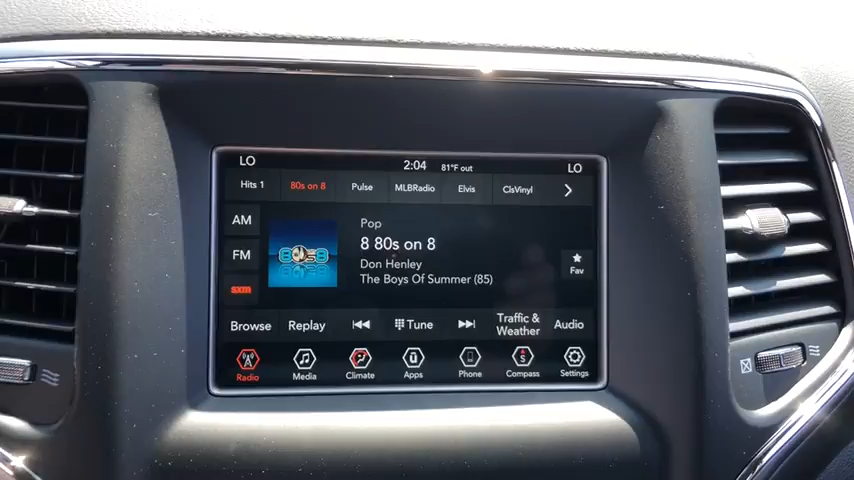 LO 2:04 81°F out LO
Hits 1 80s on 8 Pulse MLBRadio Elvis ClsVinyl
AM
FM
sxm
80s8
Pop
8 80s on 8
Don Henley
The Boys Of Summer (85)
Fav
Browse Replay Tune Traffic & Weather Audio
Radio Media Climate Apps Phone S Compass Settings